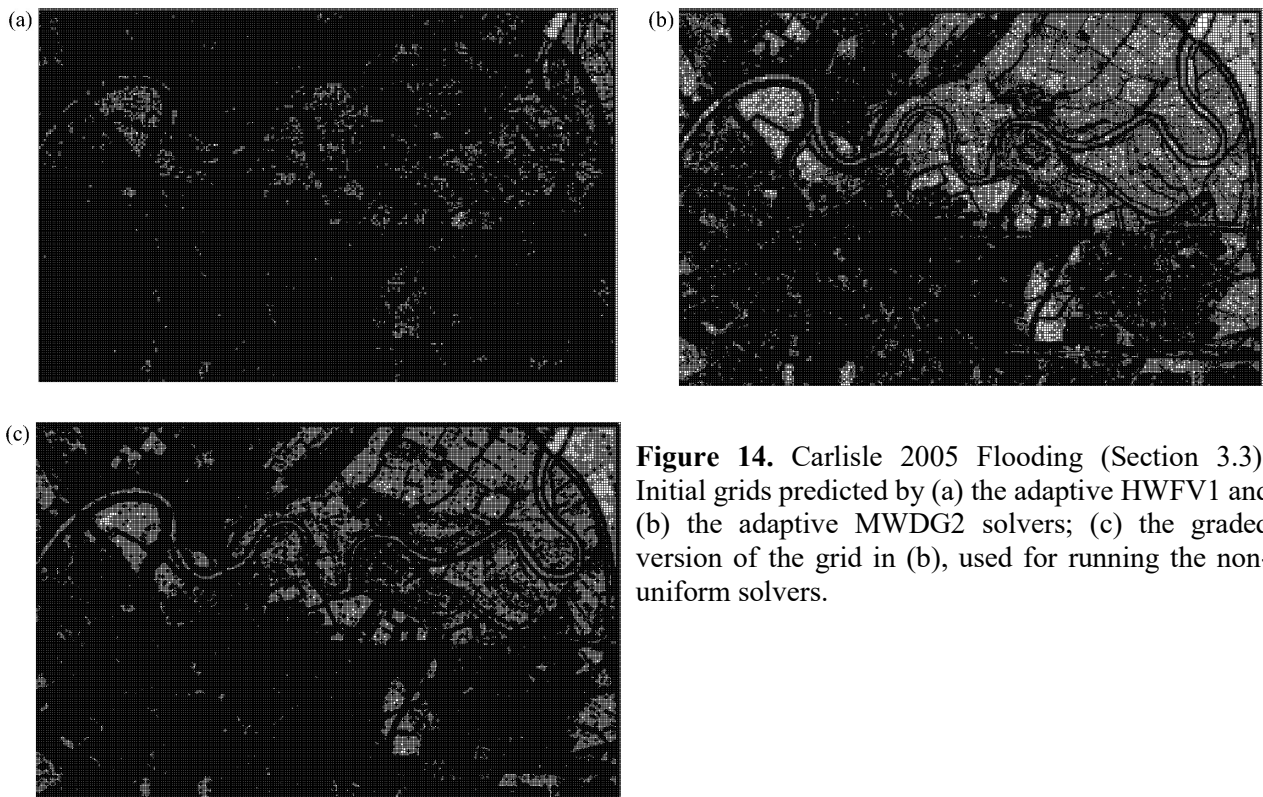 (a)
(b)
(c)
Figure 14. Carlisle 2005 Flooding (Section 3.3)
Initial grids predicted by (a) the adaptive HWFV1 and
(b) the adaptive MWDG2 solvers; (c) the graded
version of the grid in (b), used for running the non-
uniform solvers.